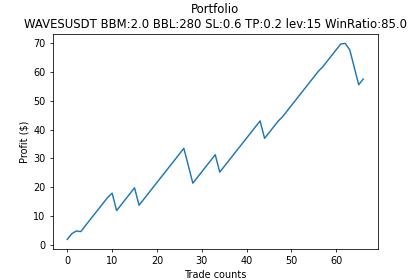 Portfolio
WAVESUSDT BBM:2.0 BBL:280 SL:0.6 TP:0.2 lev:15 WinRatio:85.0
70
60
50
40
30
20
10
0
Profit ($)
0 10 20 30 40 50 60
Trade counts